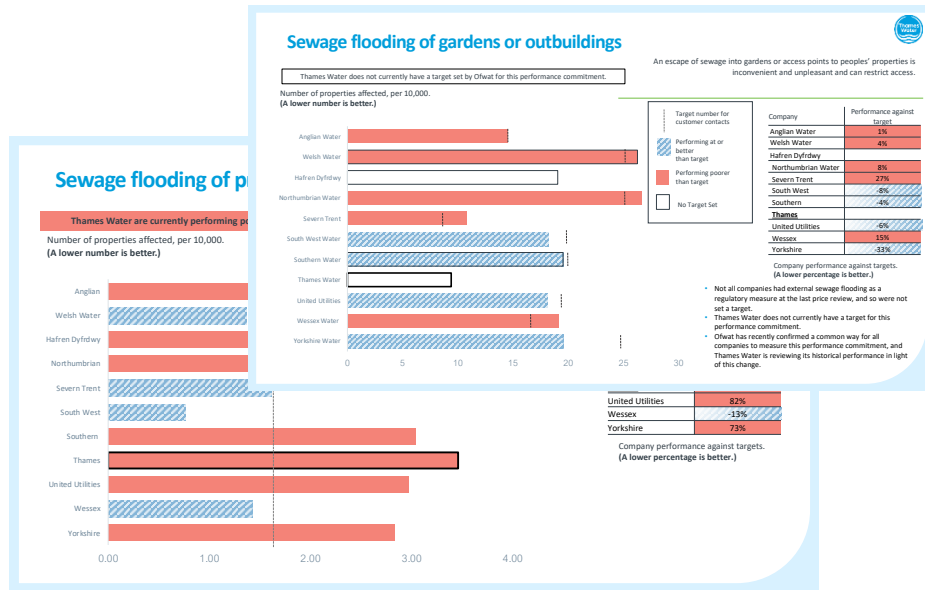 Sewage flooding of gardens or outbuildings
Thames
Water
An escape of sewage into gardens or access points to peoples' properties is
inconvenient and unpleasant and can restrict access.
Thames Water does not currently have a target set by Ofwat for this performance commitment.
Number of properties affected, per 10,000.
(A lower number is better.)
Anglian Water
Welsh Water
Hafren Dyfrdwy
Northumbrian Water
Severn Trent
South West Water
Southern Water
Thames Water
United Utilities
Wessex Water
Yorkshire Water
0 5 10 15 20 25 30
Target number for
customer contacts
Performing at or
better
than target
Performing poorer
than target
No Target Set
Company Performance against
target
Anglian Water 1%
Welsh Water 4%
Hafren Dyfrdwy
Northumbrian Water 8%
Severn Trent 27%
South West -8%
Southern -4%
Thames
United Utilities -6%
Wessex 15%
Yorkshire -33%
Company performance against targets.
(A lower percentage is better.)
• Not all companies had external sewage flooding as a
regulatory measure at the last price review, and so were not
set a target.
• Thames Water does not currently have a target for this
performance commitment.
• Ofwat has recently confirmed a common way for all
companies to measure this performance commitment, and
Thames Water is reviewing its historical performance in light
of this change.
Sewage flooding of
Thames Water are currently performing
Number of properties affected, per 10,000.
(A lower number is better.)
Anglian
Welsh Water
Hafren Dyfrdwy
Northumbrian
Severn Trent
South West
Southern
Thames
United Utilities
Wessex
Yorkshire
0.00 1.00 2.00 3.00 4.00
United Utilities 82%
Wessex -13%
Yorkshire 73%
Company performance against targets.
(A lower percentage is better.)